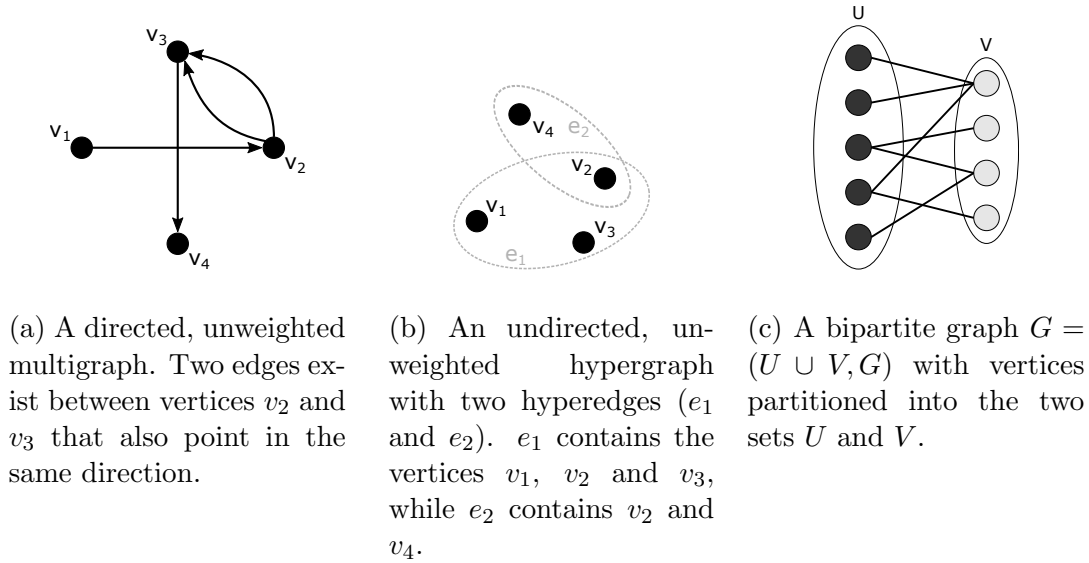 v3
v1
v2
v4
v4
e2
v2
v1
v3
e1
U
V
(a) A directed, unweighted
multigraph. Two edges ex-
ist between vertices v2 and
v3 that also point in the
same direction.
(b) An undirected, un-
weighted hypergraph
with two hyperedges (e1
and e2). e1 contains the
vertices v1, v2 and v3,
while e2 contains v2 and
v4.
(c) A bipartite graph G =
(U ∪ V, G) with vertices
partitioned into the two
sets U and V.